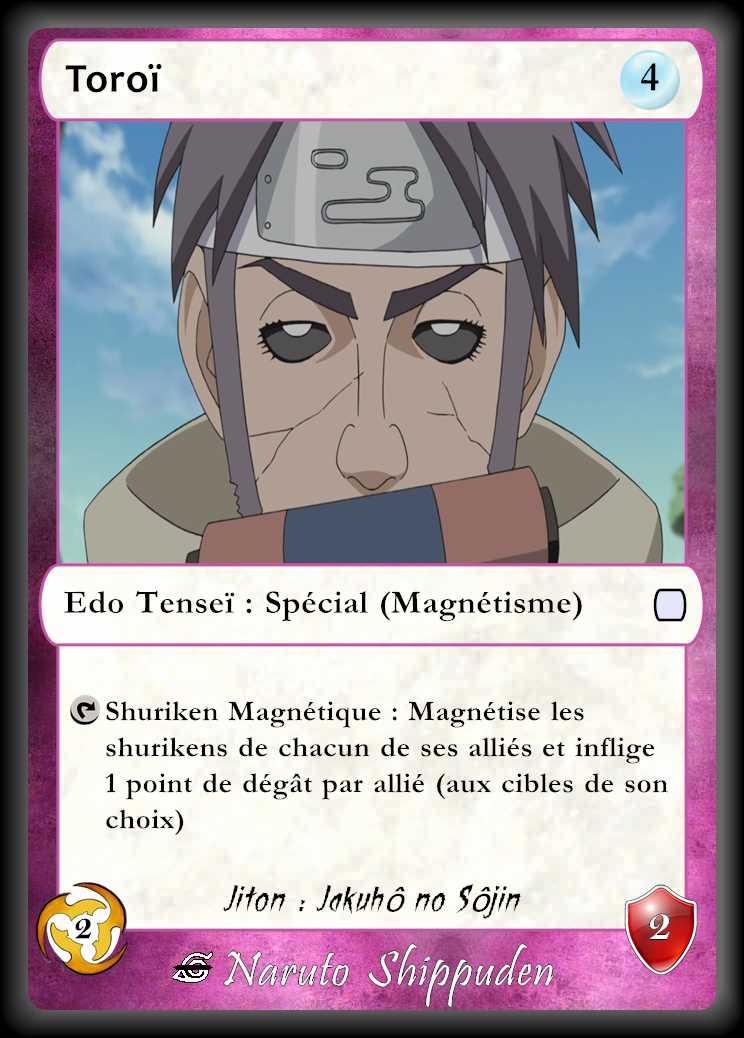 Toroï
4
Edo Tenseï : Spécial (Magnétisme)
Shuriken Magnétique : Magnétise les
shurikens de chacun de ses alliés et inflige
1 point de dégât par allié (aux cibles de son
choix)
Jiton : Jakuhô no Sôjin
2
2
Naruto Shippuden